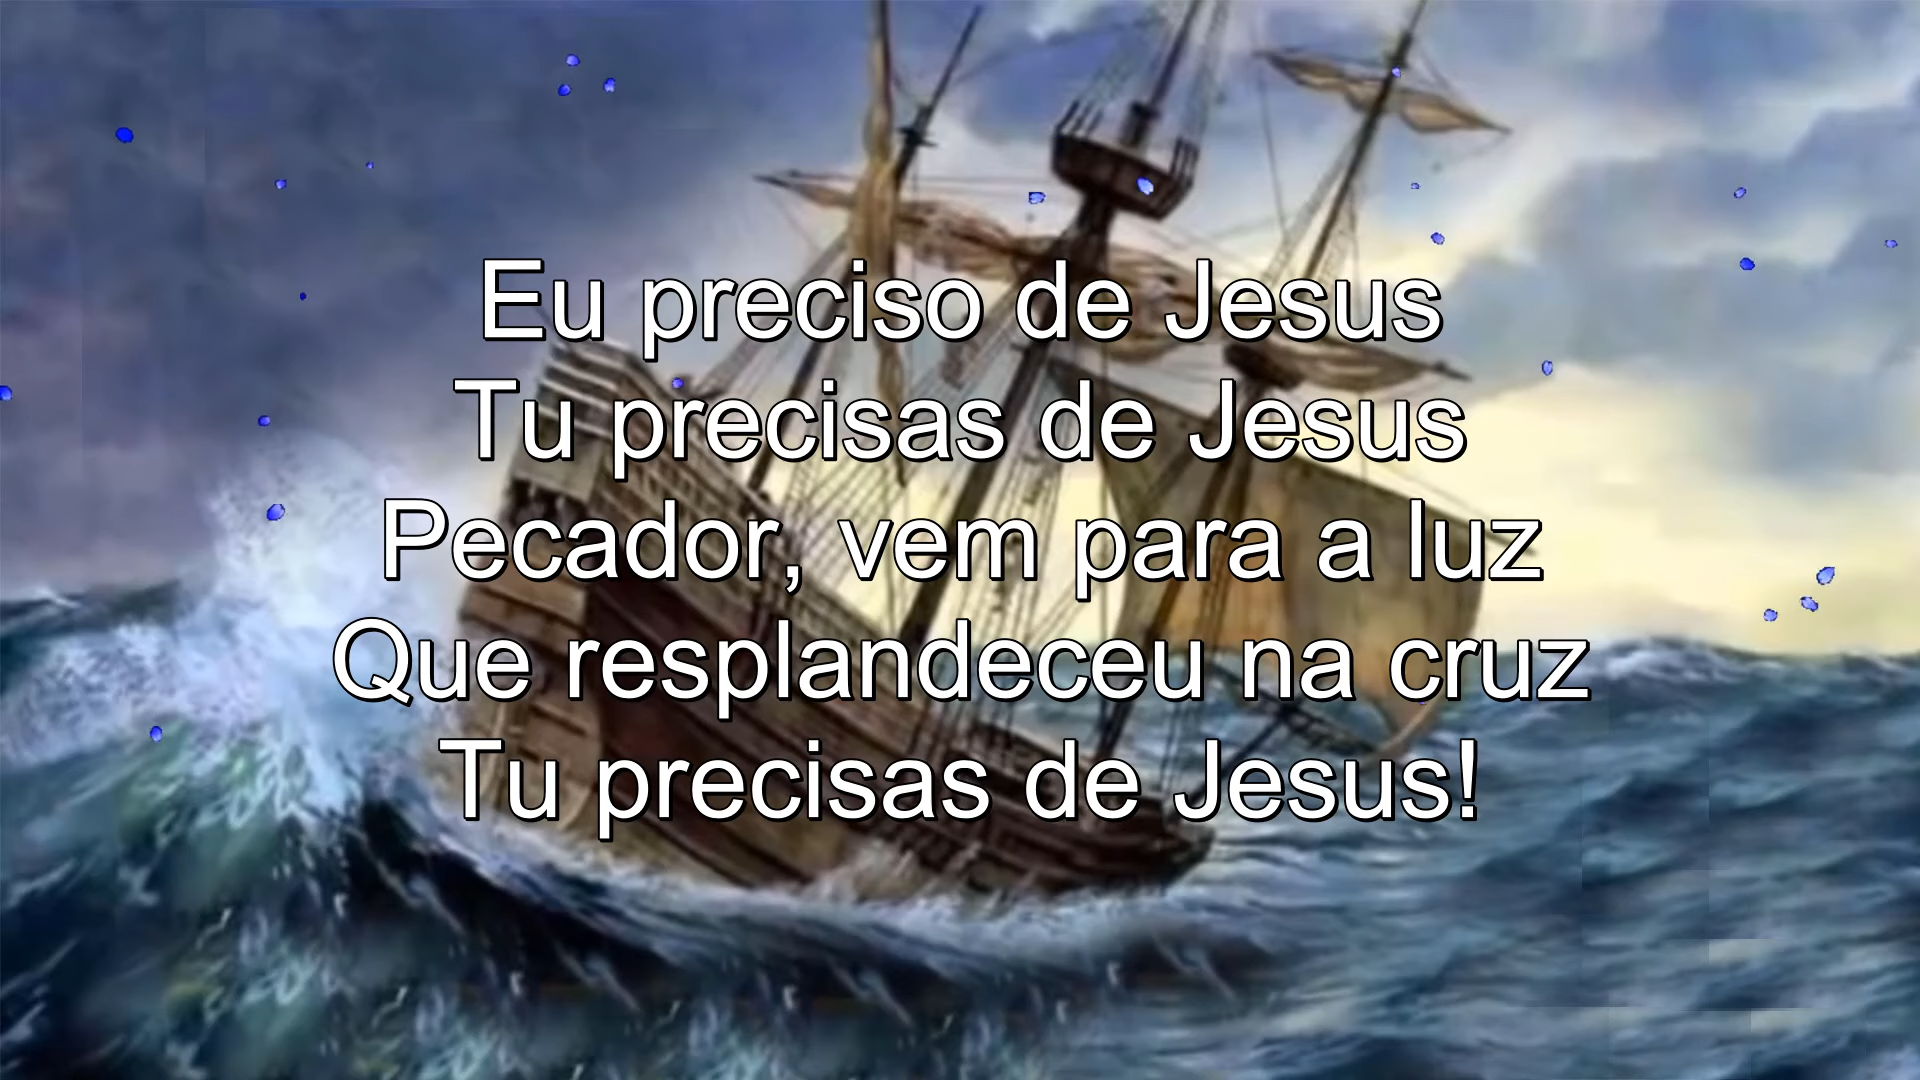 Eu preciso de Jesus
Tu precisas de Jesus
Pecador, vem para a luz
Que resplandeceu na cruz
Tu precisas de Jesus!